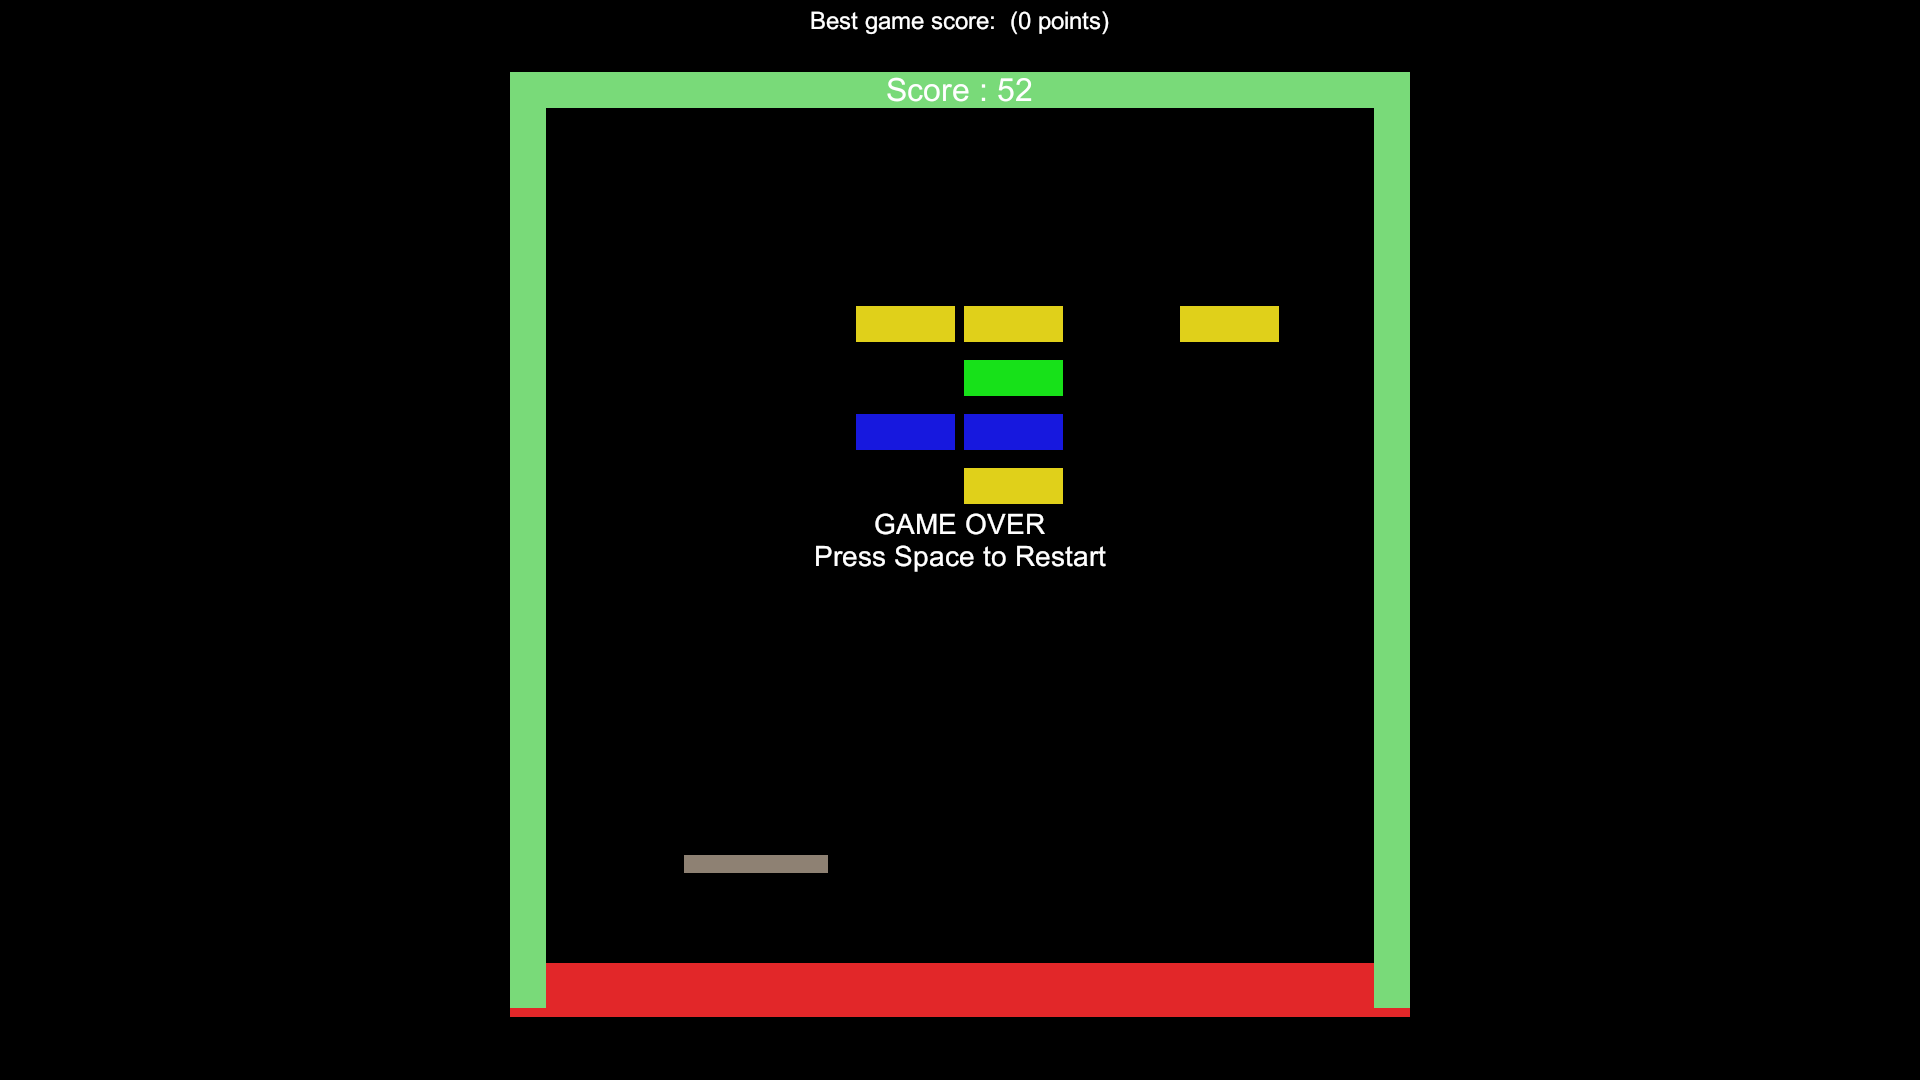 Best game score:  (0 points)
Score : 52
GAME OVER
Press Space to Restart